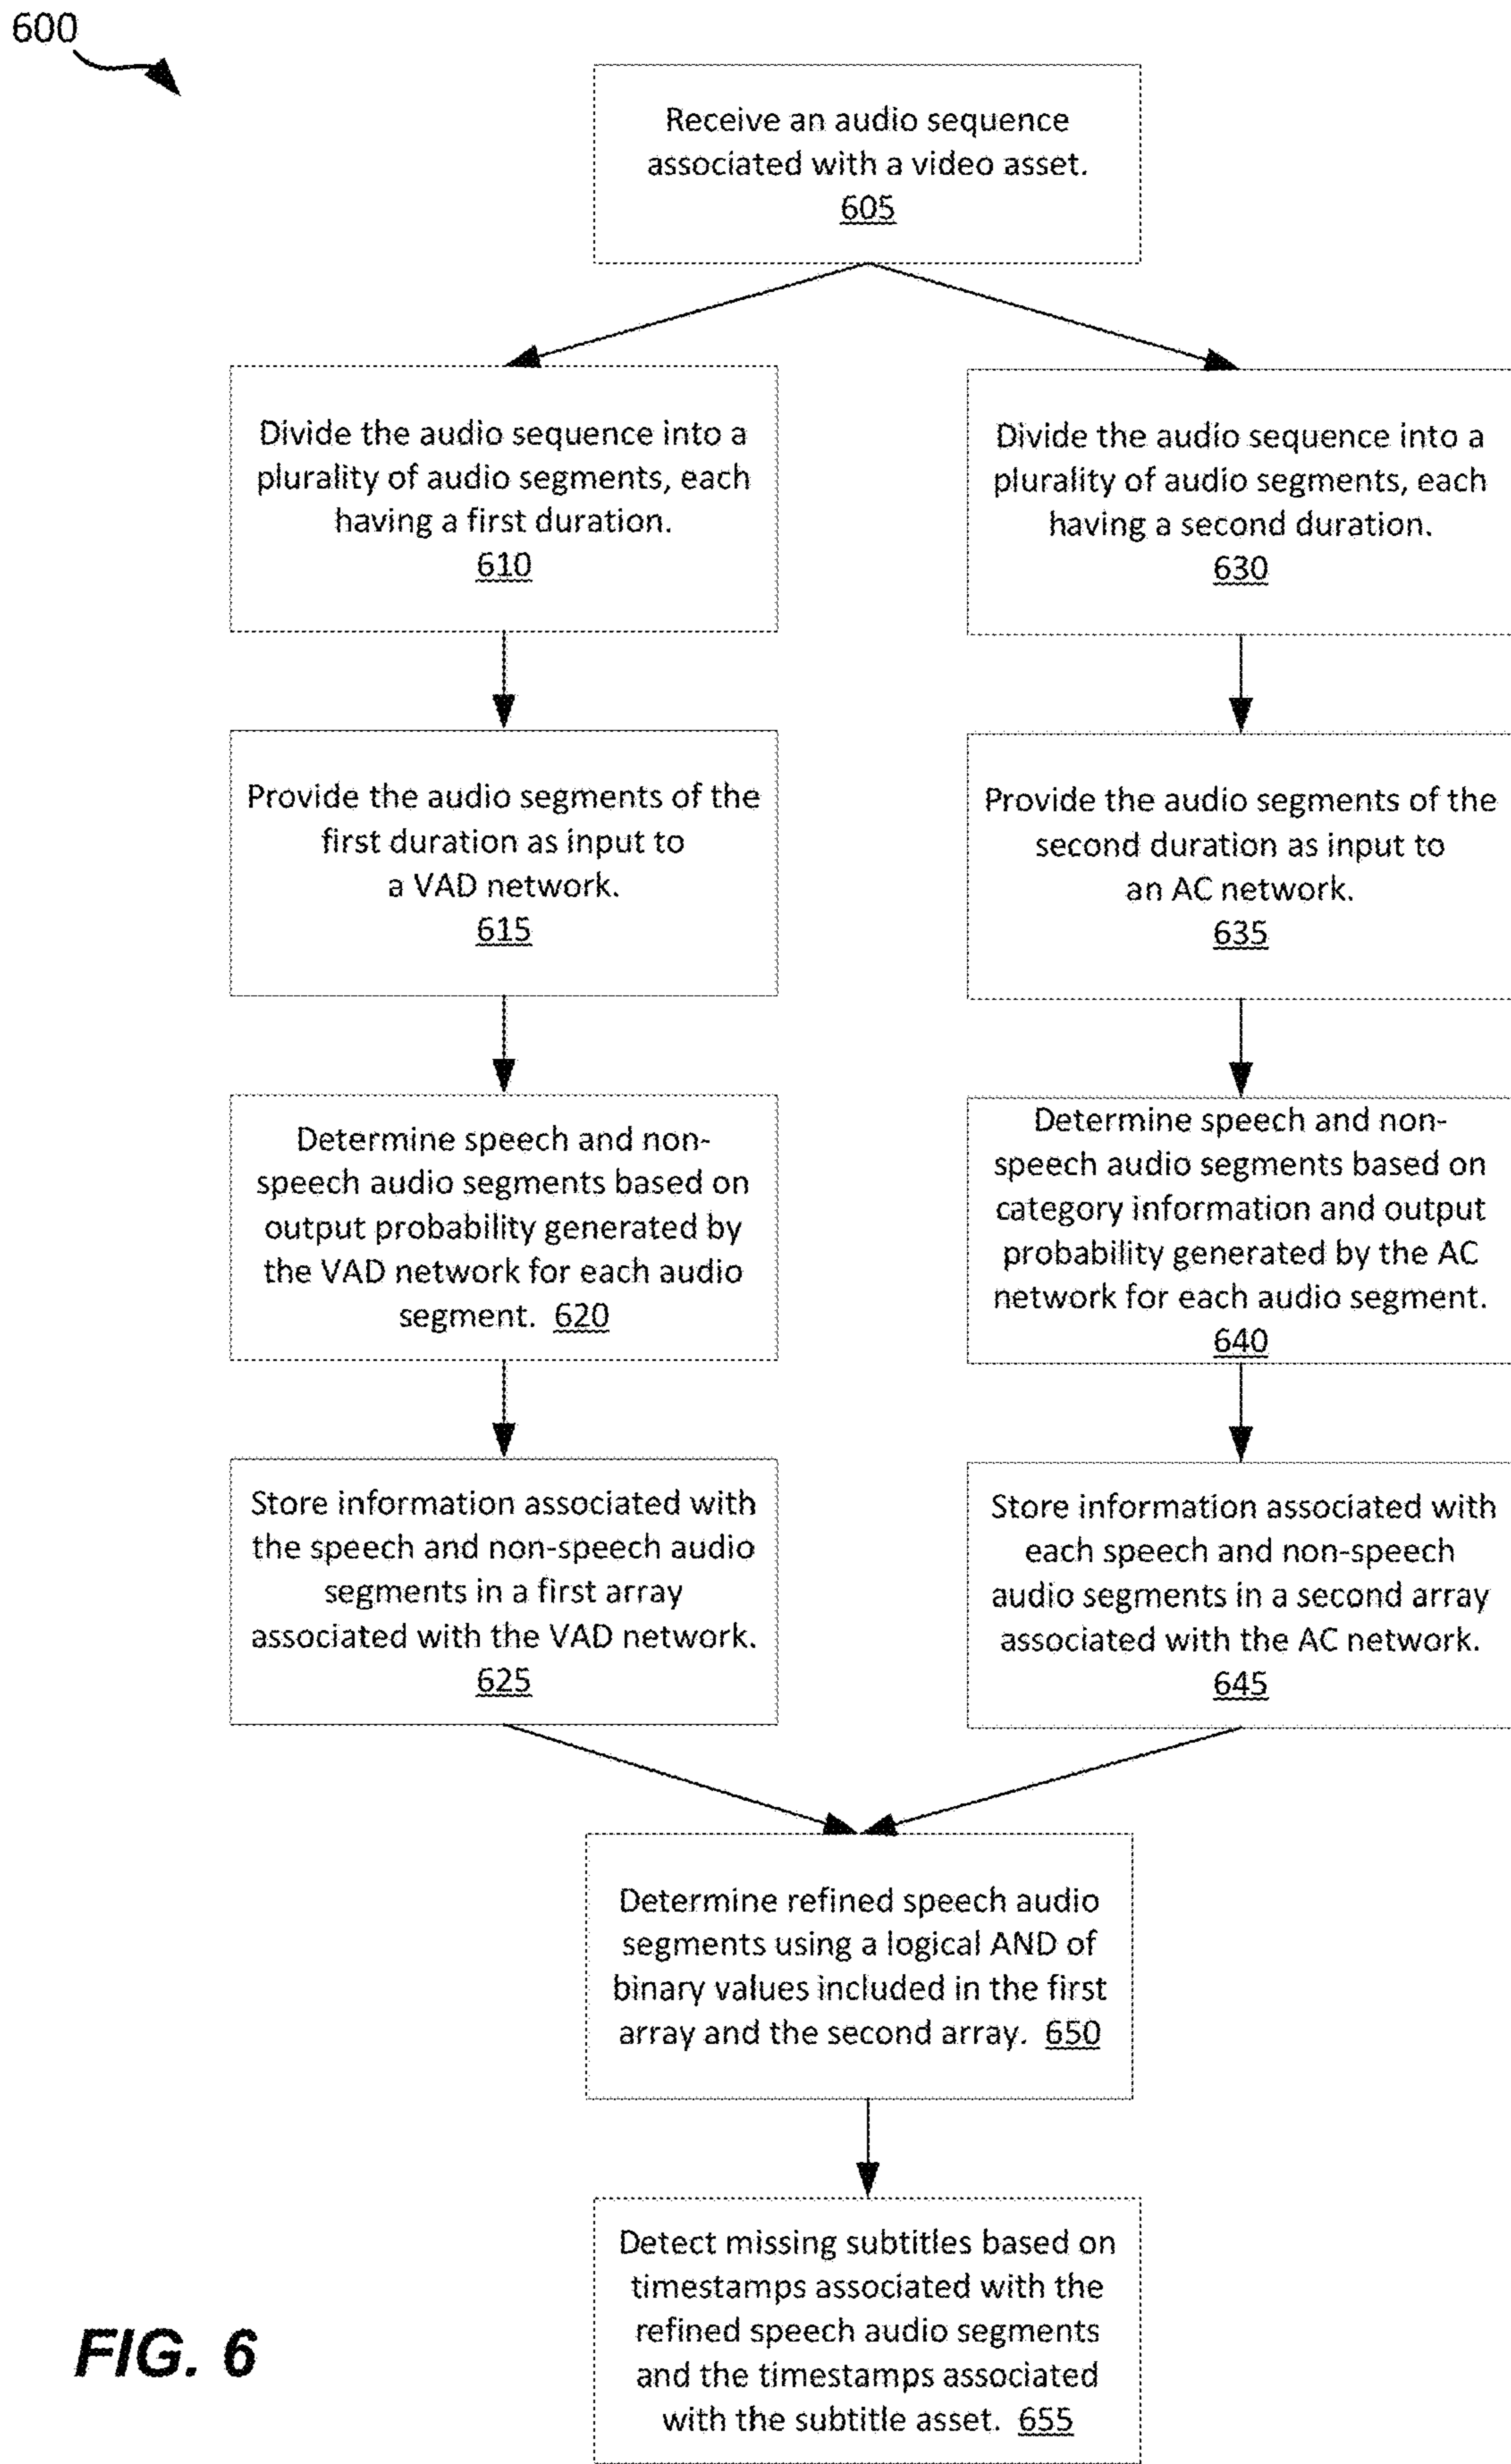 600
Receive an audio sequence
associated with a video asset.
605
Divide the audio sequence into a
plurality of audio segments, each
having a first duration.
610
Provide the audio segments of the
first duration as input to
a VAD network.
615
Determine speech and non-
speech audio segments based on
output probability generated by
the VAD network for each audio
segment. 620
Store information associated with
the speech and non-speech audio
segments in a first array
associated with the VAD network.
625
Divide the audio sequence into a
plurality of audio segments, each
having a second duration.
630
Provide the audio segments of the
second duration as input to
an AC network.
635
Determine speech and non-
speech audio segments based on
category information and output
probability generated by the AC
network for each audio segment.
640
Store information associated with
each speech and non-speech
audio segments in a second array
associated with the AC network.
645
Determine refined speech audio
segments using a logical AND of
binary values included in the first
array and the second array. 650
Detect missing subtitles based on
timestamps associated with the
refined speech audio segments
and the timestamps associated
with the subtitle asset. 655
FIG. 6